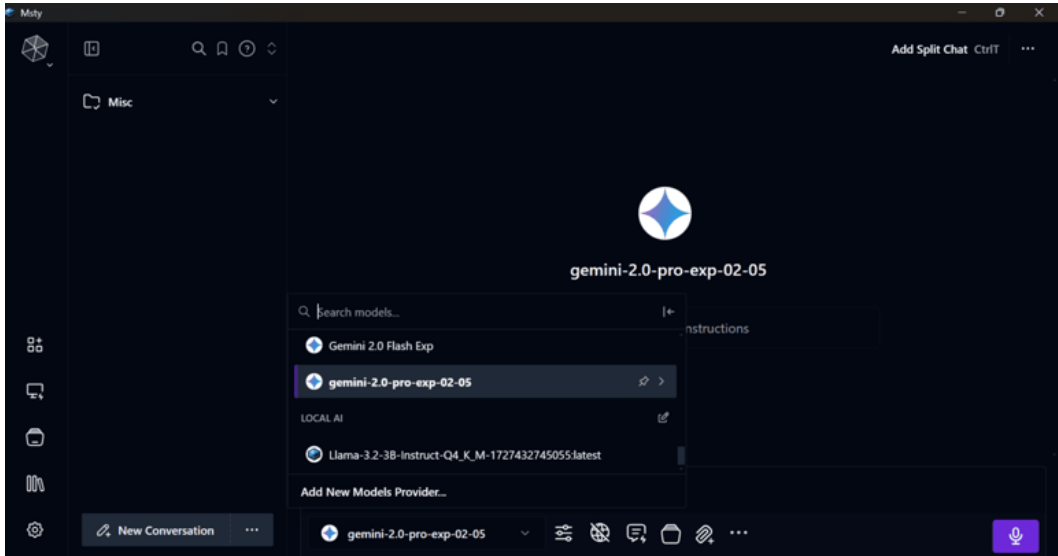 Msty
Add Split Chat CtrlT
Misc
gemini-2.0-pro-exp-02-05
Search models...
nstructions
Gemini 2.0 Flash Exp
gemini-2.0-pro-exp-02-05
LOCAL AI
Llama-3.2-3B-Instruct-Q4_K_M-1727432745055:latest
Add New Models Provider...
New Conversation
gemini-2.0-pro-exp-02-05